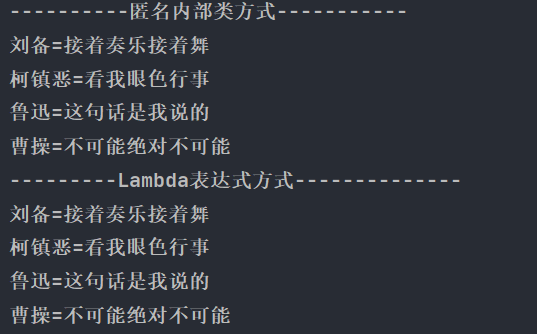 ----------匿名内部类方式-----------
刘备=接着奏乐接着舞
柯镇恶=看我眼色行事
鲁迅=这句话是我说的
曹操=不可能绝对不可能
---------Lambda表达式方式--------------
刘备=接着奏乐接着舞
柯镇恶=看我眼色行事
鲁迅=这句话是我说的
曹操=不可能绝对不可能